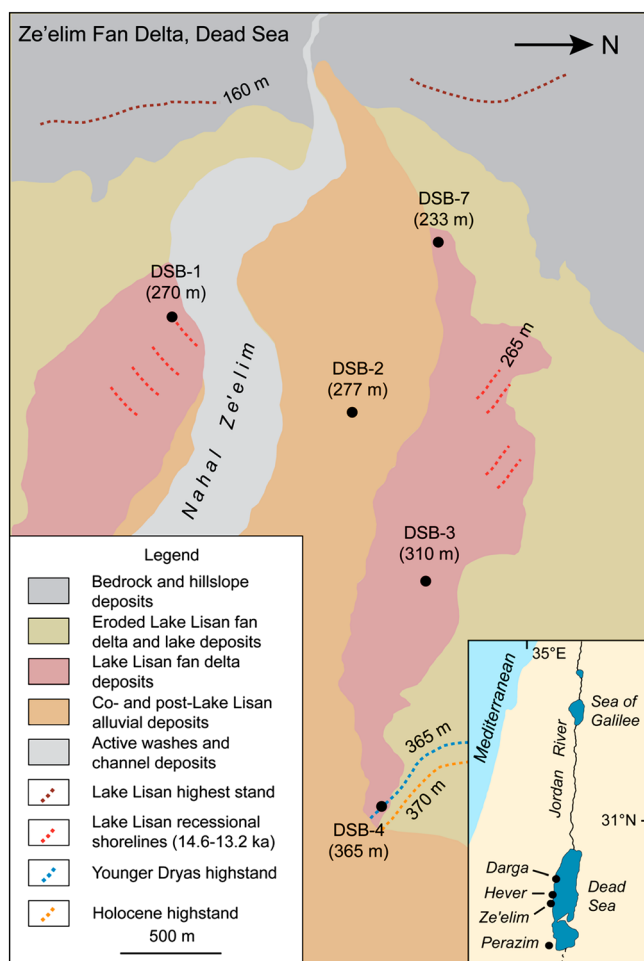 Ze’elim Fan Delta, Dead Sea
N
160 m
DSB-7
(233 m)
DSB-1
(270 m)
265 m
DSB-2
(277 m)
Nahal Ze'elim
DSB-3
(310 m)
365 m
370 m
DSB-4
(365 m)
Legend
Bedrock and hillslope
deposits
Eroded Lake Lisan fan
delta and lake deposits
Lake Lisan fan delta
deposits
Co- and post-Lake Lisan
alluvial deposits
Active washes and
channel deposits
Lake Lisan highest stand
Lake Lisan recessional
shorelines (14.6-13.2 ka)
Younger Dryas highstand
Holocene highstand
500 m
35°E
Mediterranean
Sea of
Galilee
Jordan River
31°N
Darga
Hever
Ze'elim
Perazim
Dead
Sea